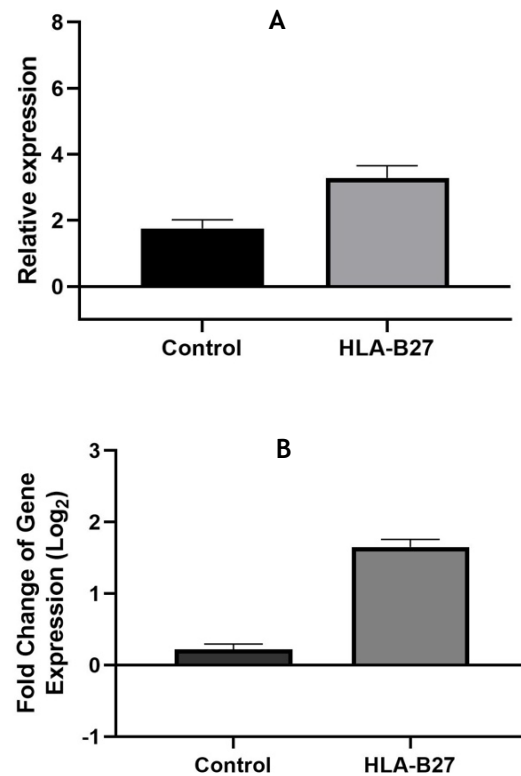 A
Relative expression
8
6
4
2
0
Control HLA-B27
B
Fold Change of Gene
Expression (Log₂)
3
2
1
0
-1
Control HLA-B27